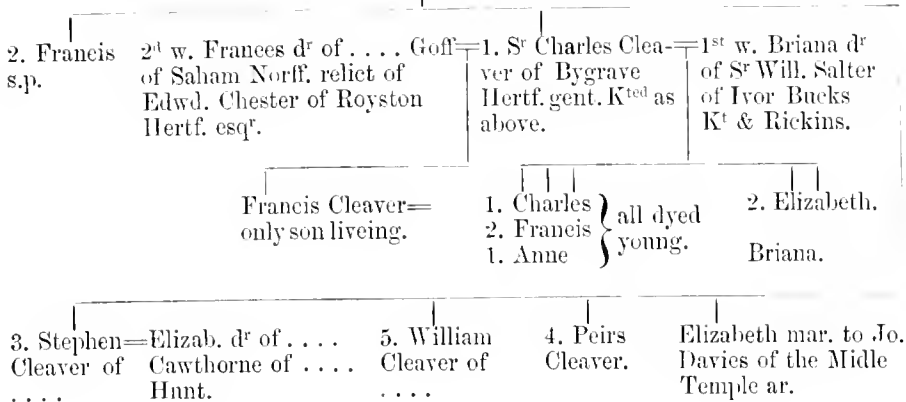 2. Francis
s.p.
2d w. Frances dr of . . . . Goff
of Saham Norff. relict of
Edwd. Chester of Royston
Hertf. esqr.
1. Sr Charles Clea-
ver of Bygrave
Hertf. gent. Kted as
above.
1st w. Briana dr
of Sr Will. Salter
of Ivor Bucks
Kt & Rickins.
Francis Cleaver=
only son liveing.
1. Charles
2. Francis
1. Anne
all dyed
young.
2. Elizabeth.
Briana.
3. Stephen=
Cleaver of
. . . .
Elizab. dr of . . . .
Cawthorne of . . . .
Hunt.
5. William
Cleaver of
. . . .
4. Peirs
Cleaver.
Elizabeth mar. to Jo.
Davies of the Midle
Temple ar.